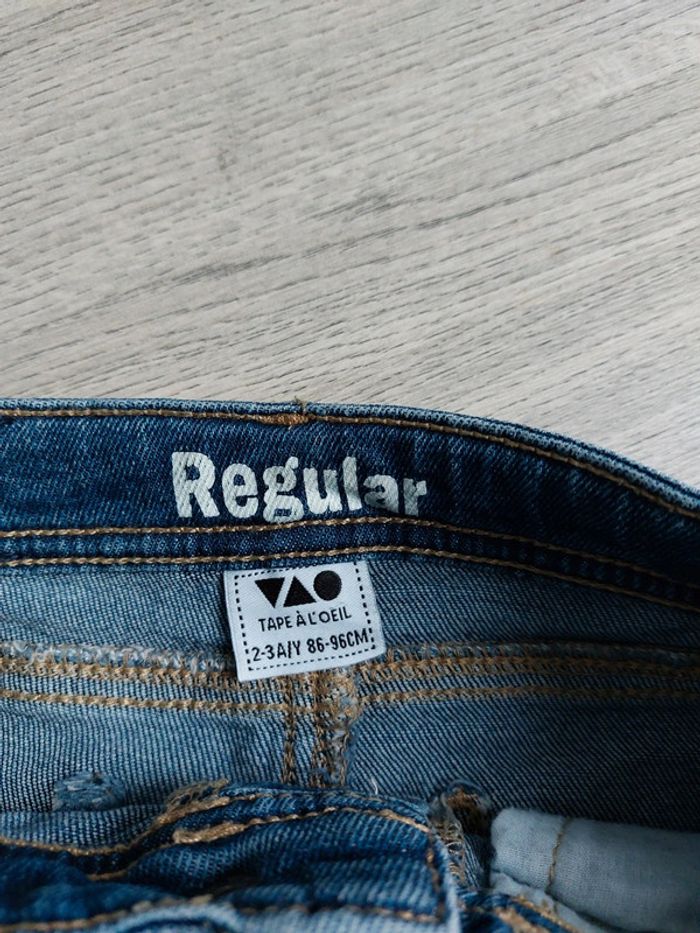 Regular
TAPE À L'OEIL
2-3A/Y 86-96CM